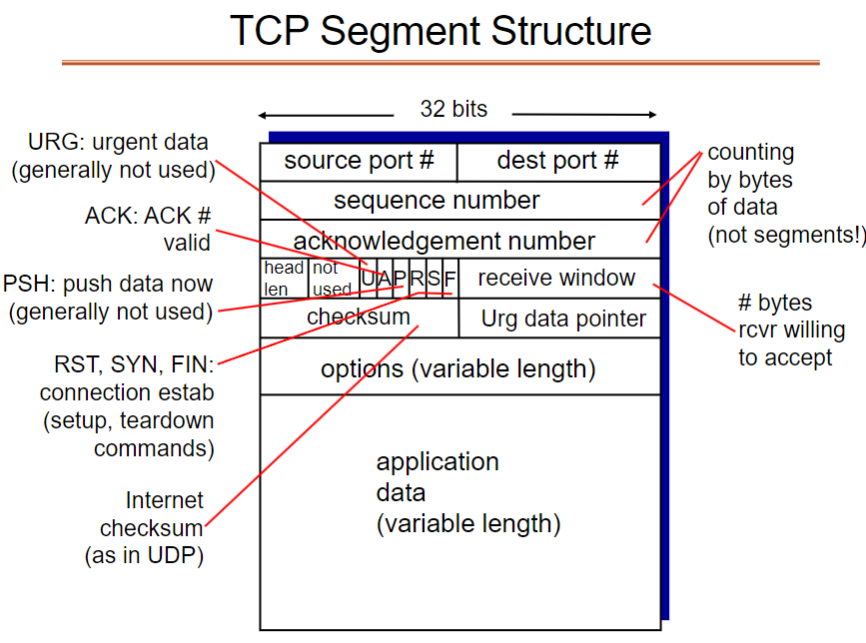 TCP Segment Structure
32 bits
URG: urgent data
(generally not used)
ACK: ACK #
valid
PSH: push data now
(generally not used)
RST, SYN, FIN:
connection estab
(setup, teardown
commands)
Internet
checksum
(as in UDP)
source port #
dest port #
sequence number
acknowledgement number
head
len
not
used
U A P R S F
receive window
checksum
Urg data pointer
options (variable length)
application
data
(variable length)
counting
by bytes
of data
(not segments!)
# bytes
rcvr willing
to accept